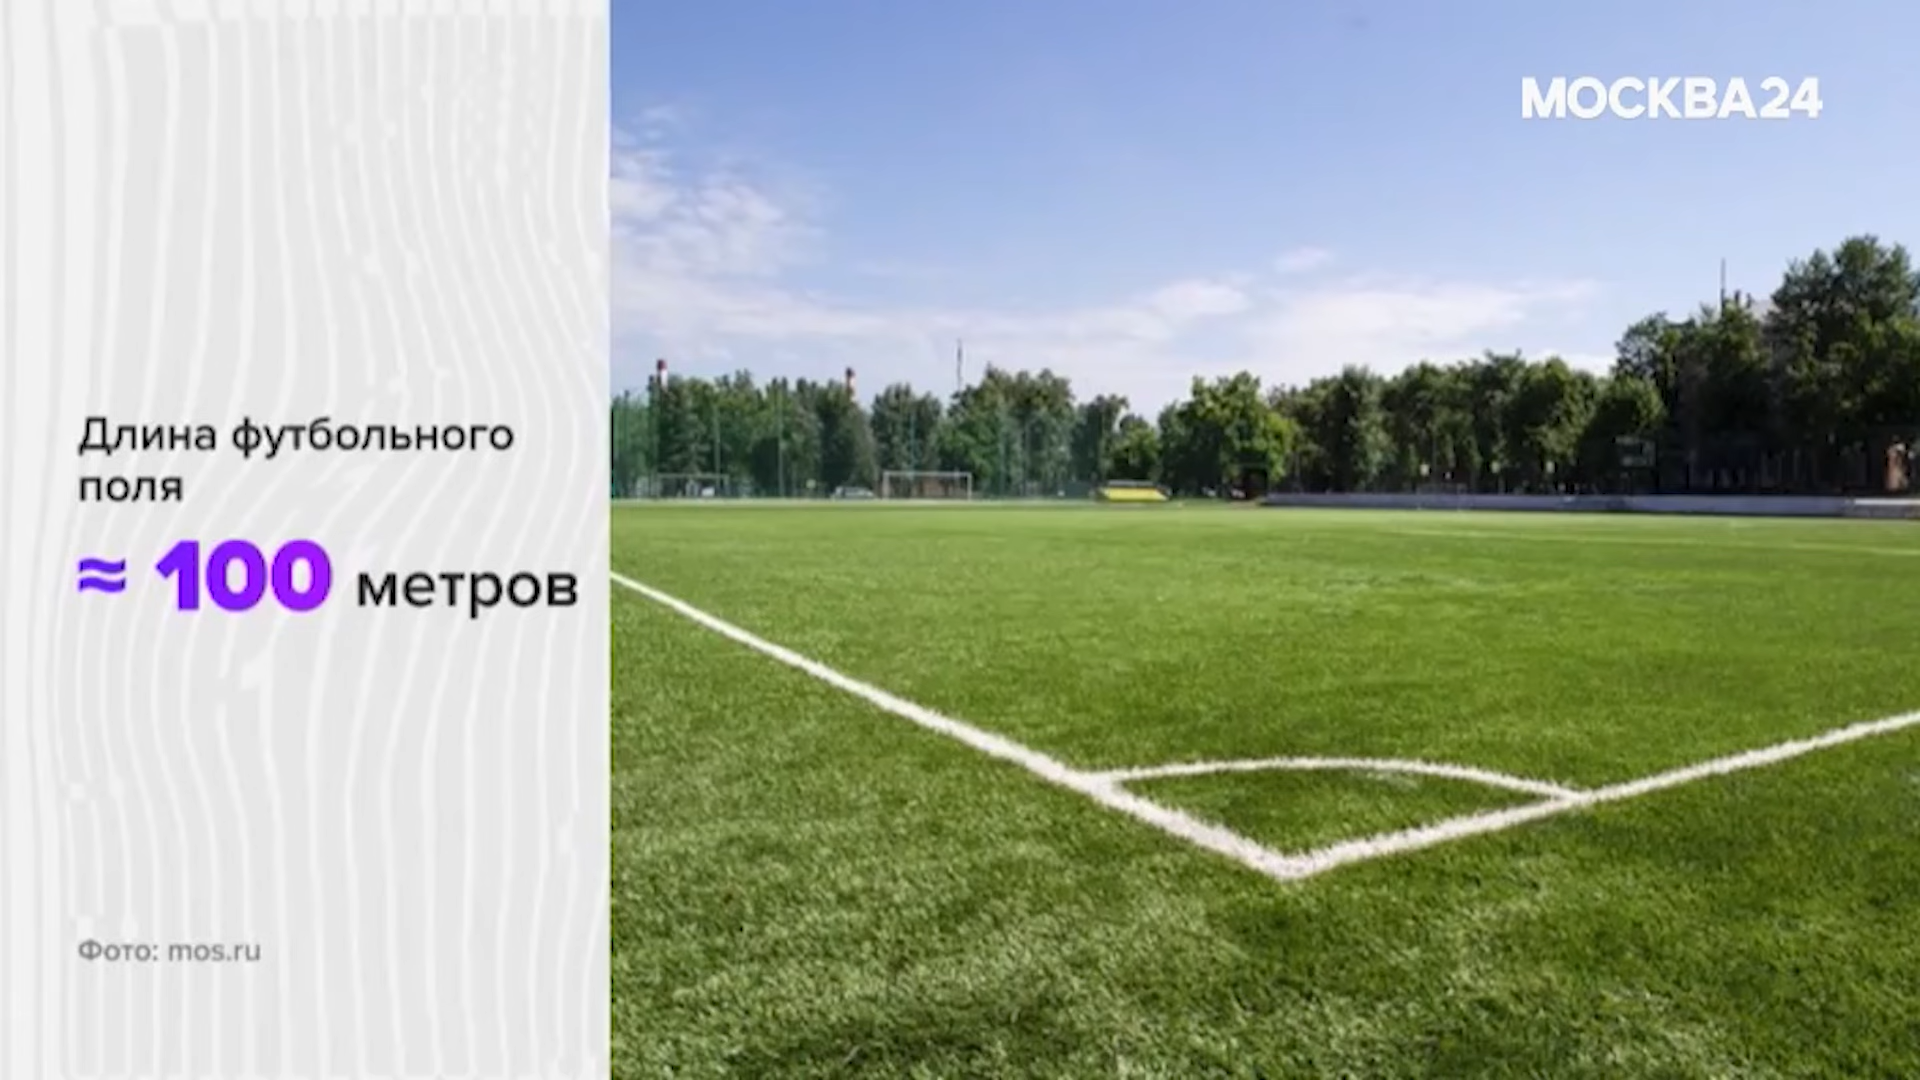 МОСКВА24
Длина футбольного
поля
≈ 100 метров
Фото: mos.ru